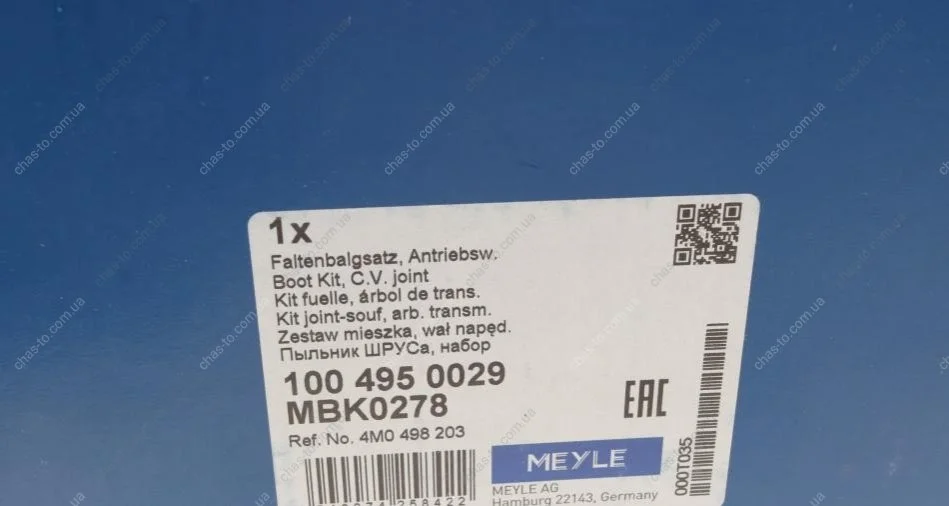 1x
Faltenbalgsatz, Antriebsw.
Boot Kit, C.V. joint
Kit fuelle, árbol de trans.
Kit joint-souf, arb. transm.
Zestaw mieszka, wał napęd.
Пыльник ШРУСа, набор
100 495 0029
MBK0278
Ref. No. 4M0 498 203
EAC
MEYLE
MEYLE AG
Hamburg 22143, Germany
000T035
chas-to.com.ua